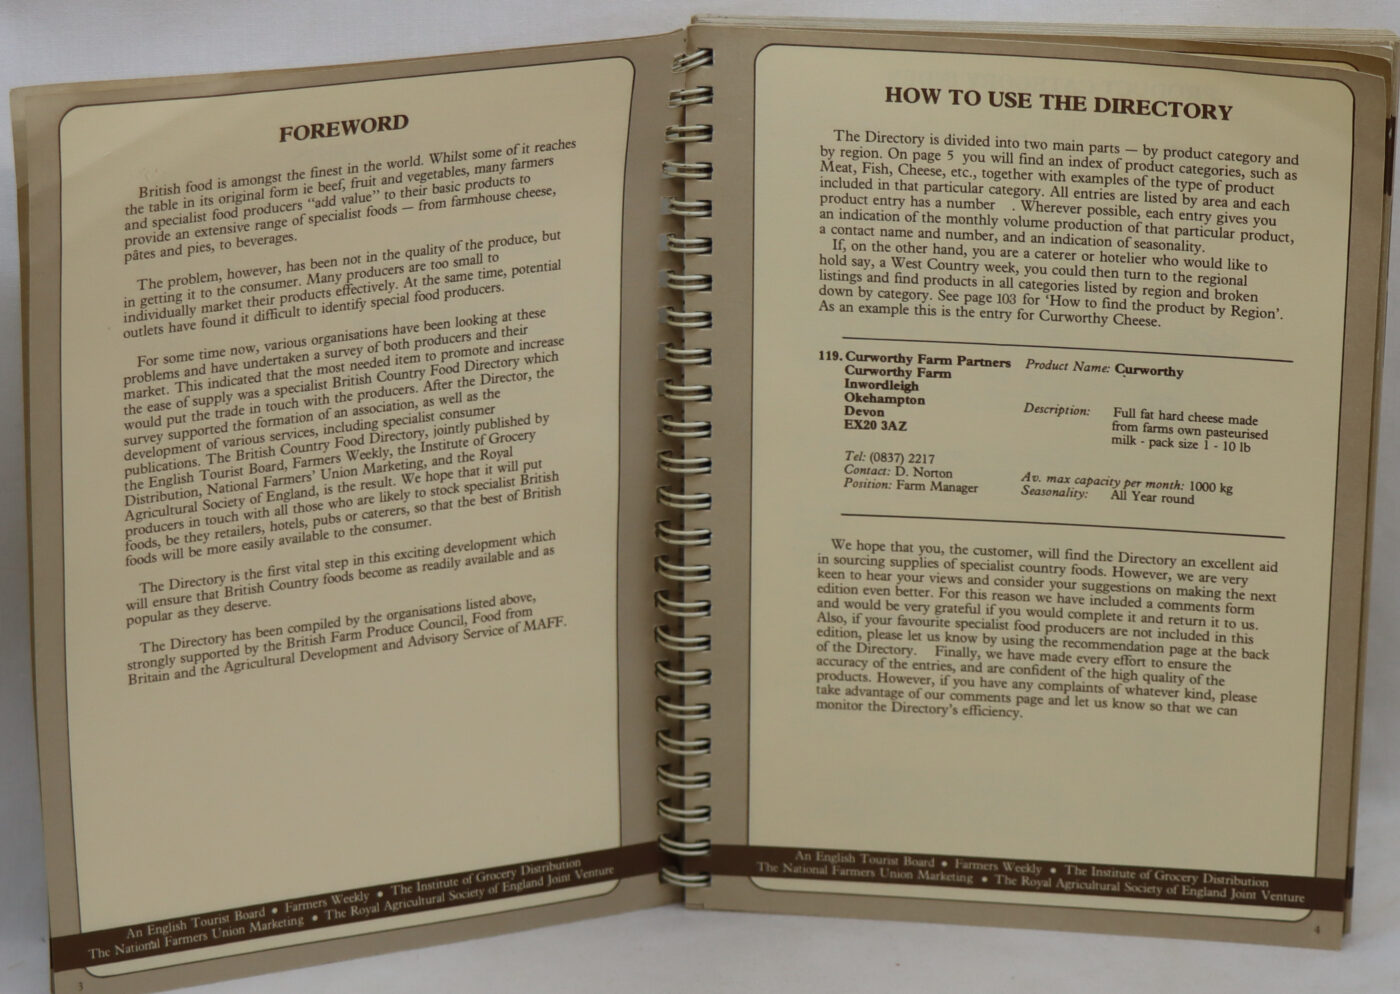 FOREWORD
British food is amongst the finest in the world. Whilst some of it reaches
the table in its original form ie beef, fruit and vegetables, many farmers
and specialist food producers "add value" to their basic products to
provide an extensive range of specialist foods — from farmhouse cheese,
pâtes and pies, to beverages.
The problem, however, has been not in the quality of the produce, but
in getting it to the consumer. Many producers are too small to
individually market their products effectively. At the same time, potential
outlets have found it difficult to identify special food producers.
For some time now, various organisations have been looking at these
problems and have undertaken a survey of both producers and their
market. This indicated that the most needed item to promote and increase
the ease of supply was a specialist British Country Food Directory which
would put the trade in touch with the producers. After the Director, the
survey supported the formation of an association, as well as the
development of various services, including specialist consumer
publications. The British Country Food Directory, jointly published by
the English Tourist Board, Farmers Weekly, the Institute of Grocery
Distribution, National Farmers' Union Marketing, and the Royal
Agricultural Society of England, is the result. We hope that it will put
producers in touch with all those who are likely to stock specialist British
foods, be they retailers, hotels, pubs or caterers, so that the best of British
foods will be more easily available to the consumer.
The Directory is the first vital step in this exciting development which
will ensure that British Country foods become as readily available and as
popular as they deserve.
The Directory has been compiled by the organisations listed above,
strongly supported by the British Farm Produce Council, Food from
Britain and the Agricultural Development and Advisory Service of MAFF.
An English Tourist Board • Farmers Weekly • The Institute of Grocery Distribution
The National Farmers Union Marketing • The Royal Agricultural Society of England Joint Venture
3
HOW TO USE THE DIRECTORY
The Directory is divided into two main parts — by product category and
by region. On page 5 you will find an index of product categories, such as
Meat, Fish, Cheese, etc., together with examples of the type of product
included in that particular category. All entries are listed by area and each
product entry has a number . Wherever possible, each entry gives you
an indication of the monthly volume production of that particular product,
a contact name and number, and an indication of seasonality.
If, on the other hand, you are a caterer or hotelier who would like to
hold say, a West Country week, you could then turn to the regional
listings and find products in all categories listed by region and broken
down by category. See page 103 for 'How to find the product by Region'.
As an example this is the entry for Curworthy Cheese.
119. Curworthy Farm Partners Product Name: Curworthy
Curworthy Farm
Inwordleigh
Okehampton
Devon
EX20 3AZ
Description: Full fat hard cheese made
from farms own pasteurised
milk - pack size 1 - 10 lb
Tel: (0837) 2217
Contact: D. Norton
Position: Farm Manager
Av. max capacity per month: 1000 kg
Seasonality: All Year round
We hope that you, the customer, will find the Directory an excellent aid
in sourcing supplies of specialist country foods. However, we are very
keen to hear your views and consider your suggestions on making the next
edition even better. For this reason we have included a comments form
and would be very grateful if you would complete it and return it to us.
Also, if your favourite specialist food producers are not included in this
edition, please let us know by using the recommendation page at the back
of the Directory. Finally, we have made every effort to ensure the
accuracy of the entries, and are confident of the high quality of the
products. However, if you have any complaints of whatever kind, please
take advantage of our comments page and let us know so that we can
monitor the Directory's efficiency.
An English Tourist Board • Farmers Weekly • The Institute of Grocery Distribution
The National Farmers Union Marketing • The Royal Agricultural Society of England Joint Venture
4